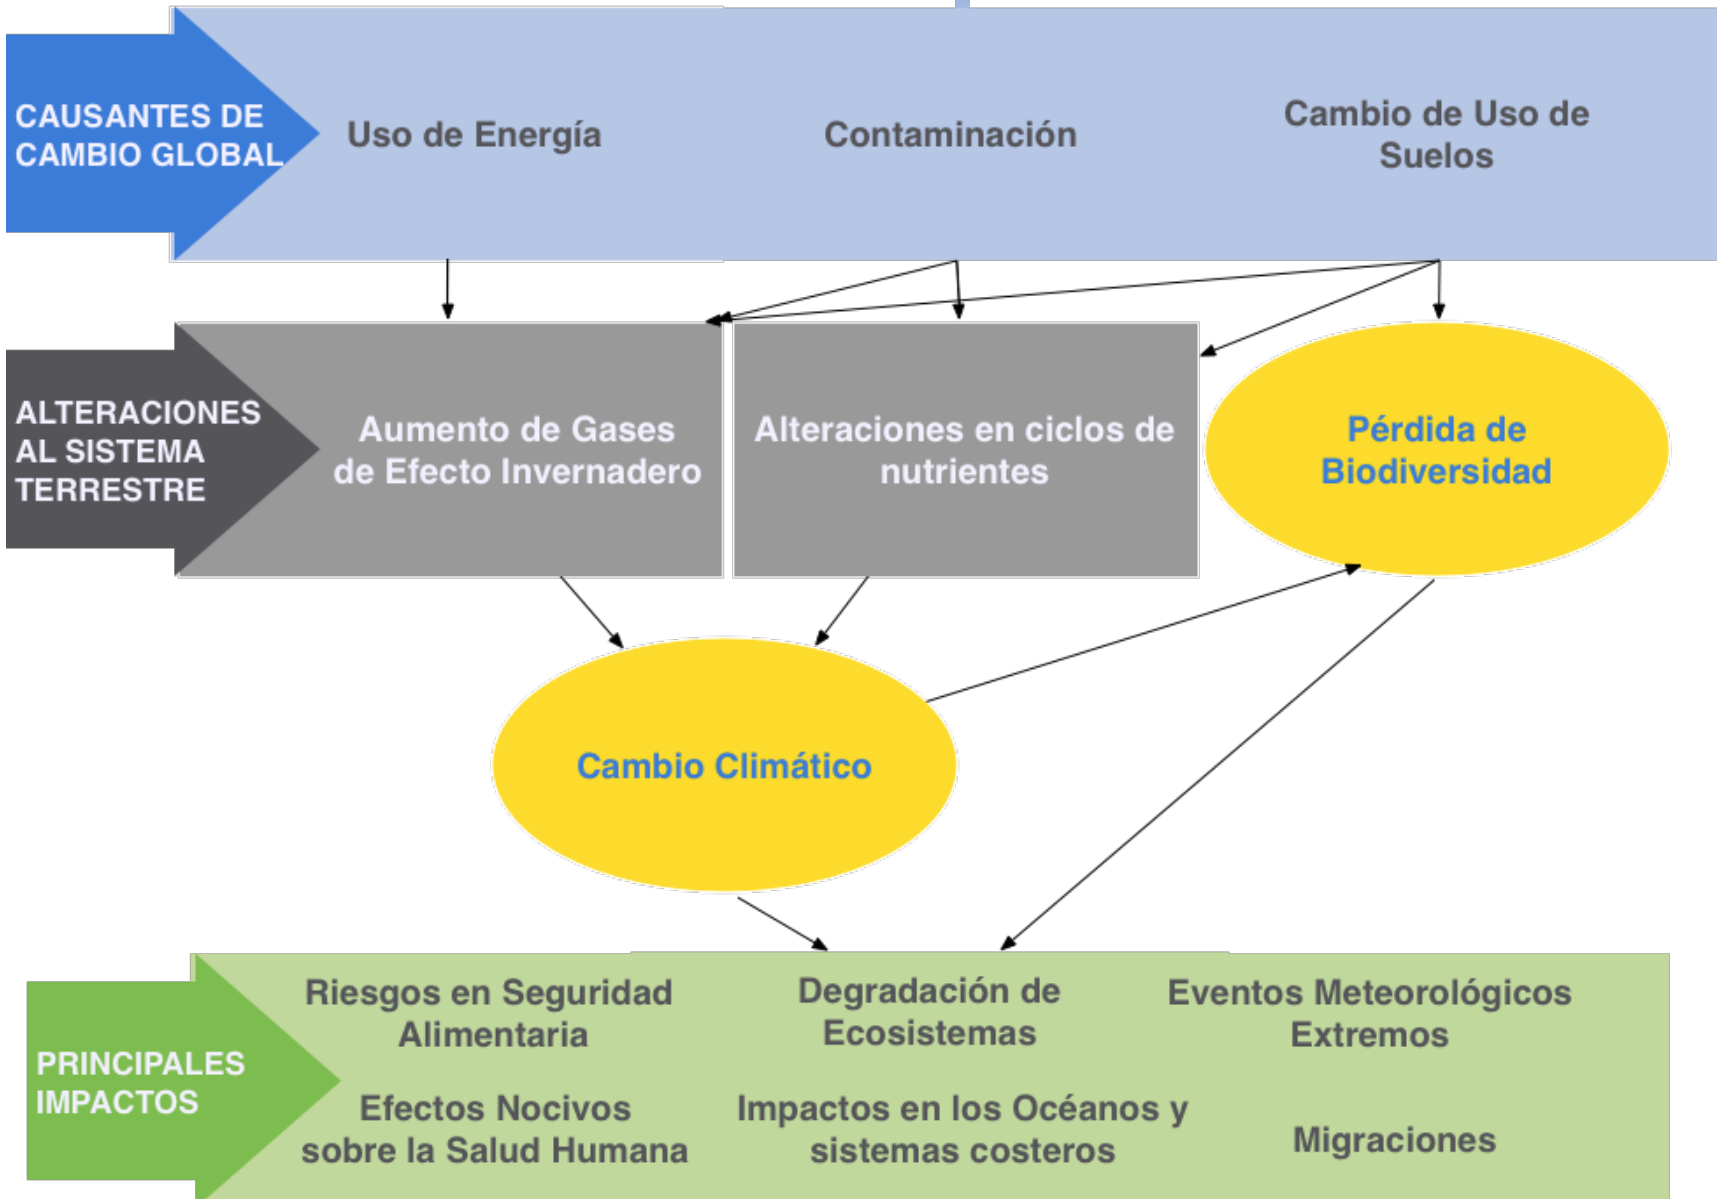 CAUSANTES DE
CAMBIO GLOBAL
Uso de Energía
Contaminación
Cambio de Uso de
Suelos
ALTERACIONES
AL SISTEMA
TERRESTRE
Aumento de Gases
de Efecto Invernadero
Alteraciones en ciclos de
nutrientes
Pérdida de
Biodiversidad
Cambio Climático
PRINCIPALES
IMPACTOS
Riesgos en Seguridad
Alimentaria
Degradación de
Ecosistemas
Eventos Meteorológicos
Extremos
Efectos Nocivos
sobre la Salud Humana
Impactos en los Océanos y
sistemas costeros
Migraciones